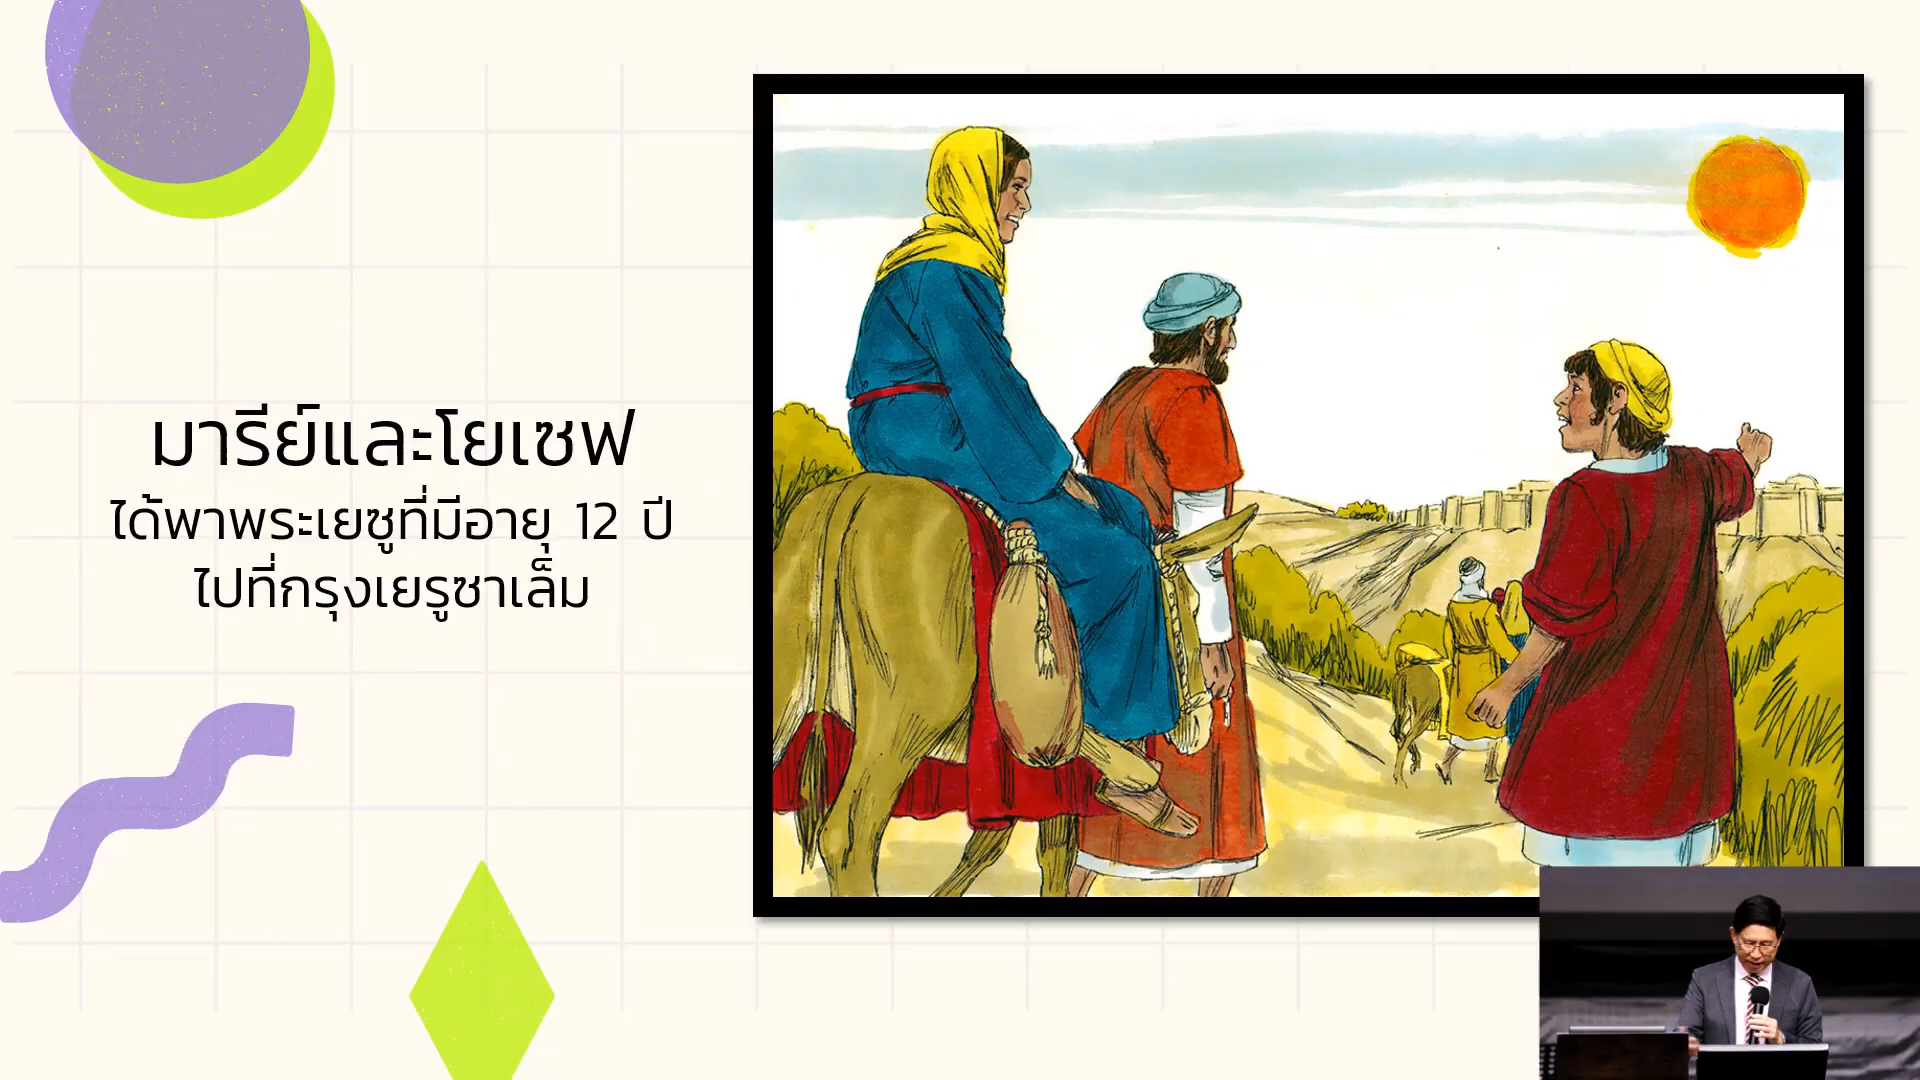 มารีย์และโยเซฟ
ได้พาพระเยซูที่มีอายุ 12 ปี
ไปที่กรุงเยรูซาเล็ม